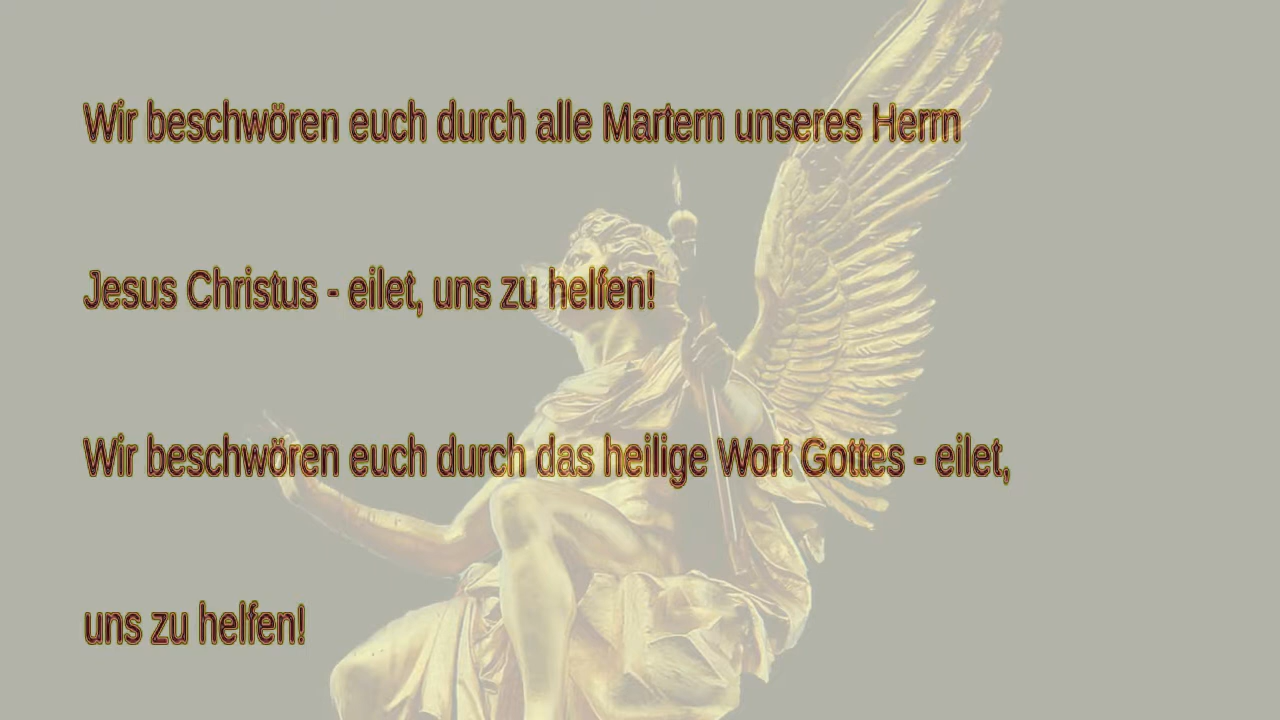 Wir beschwören euch durch alle Martern unseres Herrn
Jesus Christus - eilet, uns zu helfen!
Wir beschwören euch durch das heilige Wort Gottes - eilet,
uns zu helfen!